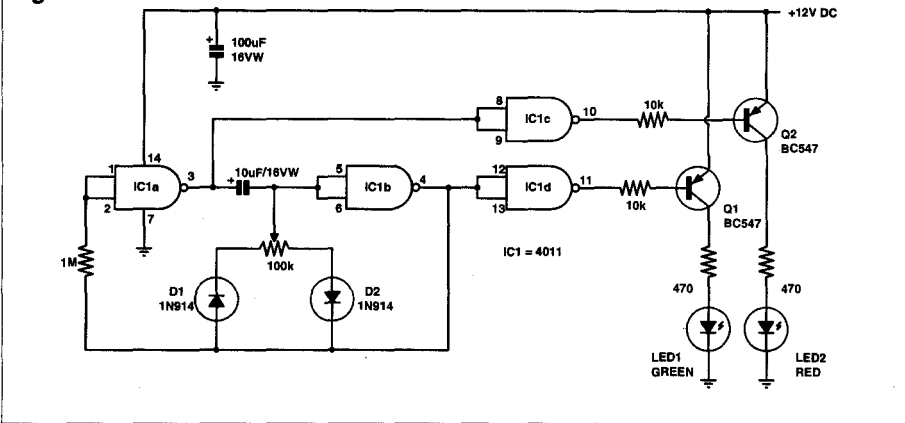 +12V DC
100uF
16VW
8
9
IC1c
10
10k
Q2
BC547
1
2
14
IC1a
3
7
10uF/16VW
5
6
IC1b
4
12
13
IC1d
11
10k
Q1
BC547
1M
100k
IC1 = 4011
D1
1N914
D2
1N914
470
470
LED1
GREEN
LED2
RED